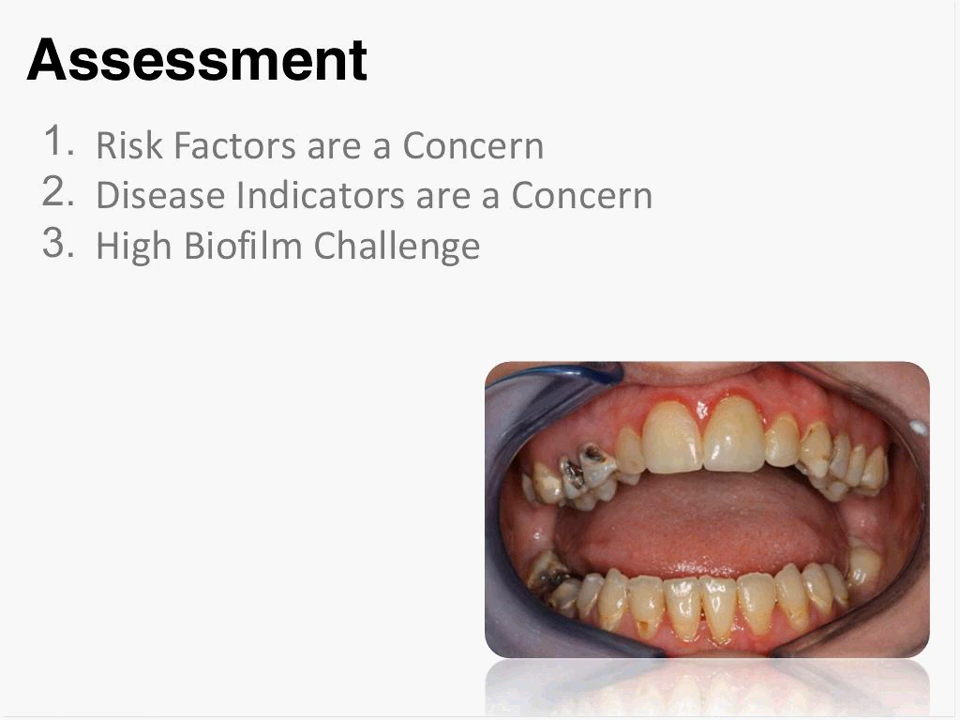 Assessment
1. Risk Factors are a Concern
2. Disease Indicators are a Concern
3. High Biofilm Challenge